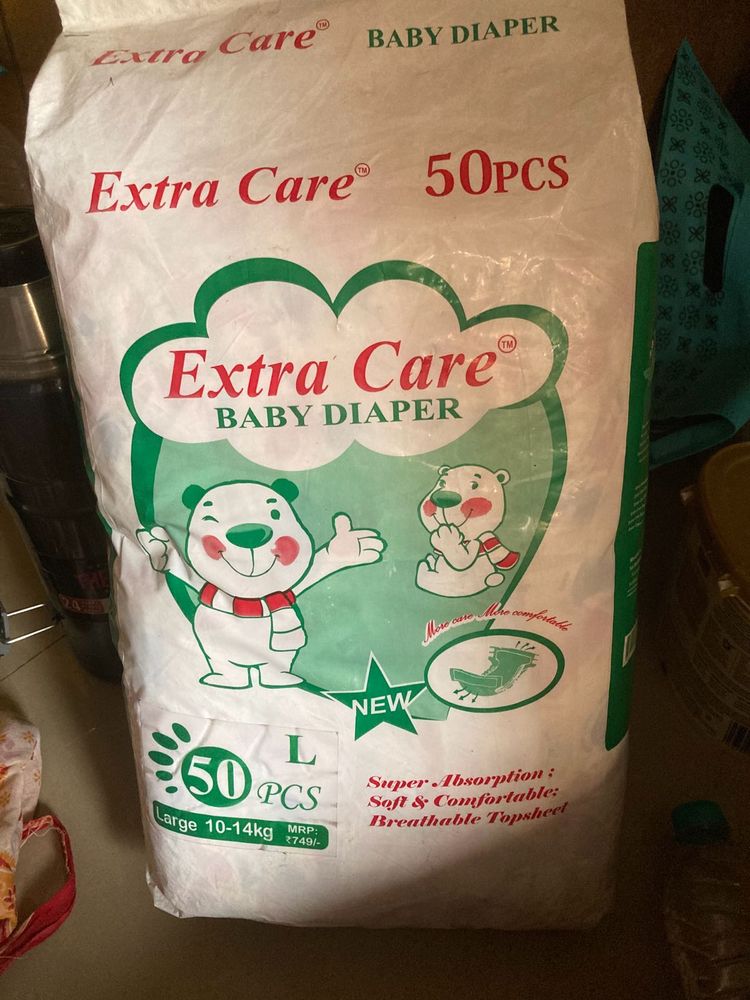 Extra Care™ BABY DIAPER
Extra Care™ 50PCS
Extra Care™
BABY DIAPER
More care More comfortable
NEW
L
50 PCS
Large 10-14kg MRP:
₹749/-
Super Absorption ;
Soft & Comfortable;
Breathable Topsheet